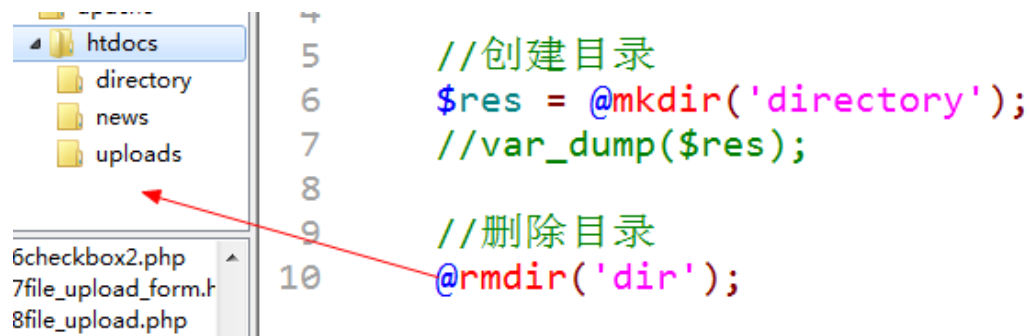 htdocs
directory
news
uploads
6checkbox2.php
7file_upload_form.h
8file_upload.php
5 //创建目录
6 $res = @mkdir('directory');
7 //var_dump($res);
8
9 //删除目录
10 @rmdir('dir');